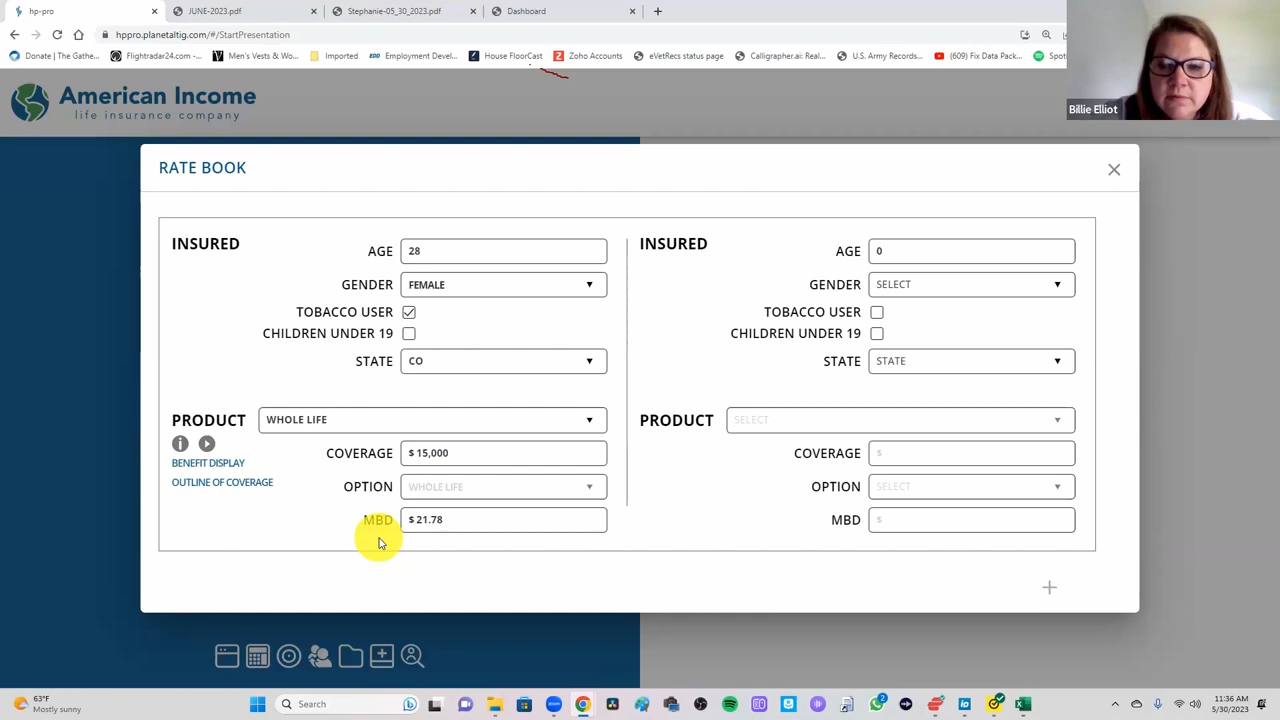 hp-pro
JUNE-2023.pdf
Stephanie-05_30_2023.pdf
Dashboard
hppro.planetaltig.com/#/StartPresentation
Donate | The Gathe...
Flightradar24.com -...
Men's Vests & Wo...
Imported
EDD Employment Devel...
House FloorCast
Zoho Accounts
eVetRecs status page
Calligrapher.ai: Real...
U.S. Army Records...
(609) Fix Data Pack...
Spoti
Billie Elliot
American Income
life insurance company
RATE BOOK
INSURED
AGE 28
GENDER FEMALE
TOBACCO USER
CHILDREN UNDER 19
STATE CO
PRODUCT WHOLE LIFE
BENEFIT DISPLAY
OUTLINE OF COVERAGE
COVERAGE $ 15,000
OPTION WHOLE LIFE
MBD $ 21.78
INSURED
AGE 0
GENDER SELECT
TOBACCO USER
CHILDREN UNDER 19
STATE STATE
PRODUCT SELECT
COVERAGE $
OPTION SELECT
MBD $
63°F
Mostly sunny
Search
2
11:36 AM
5/30/2023